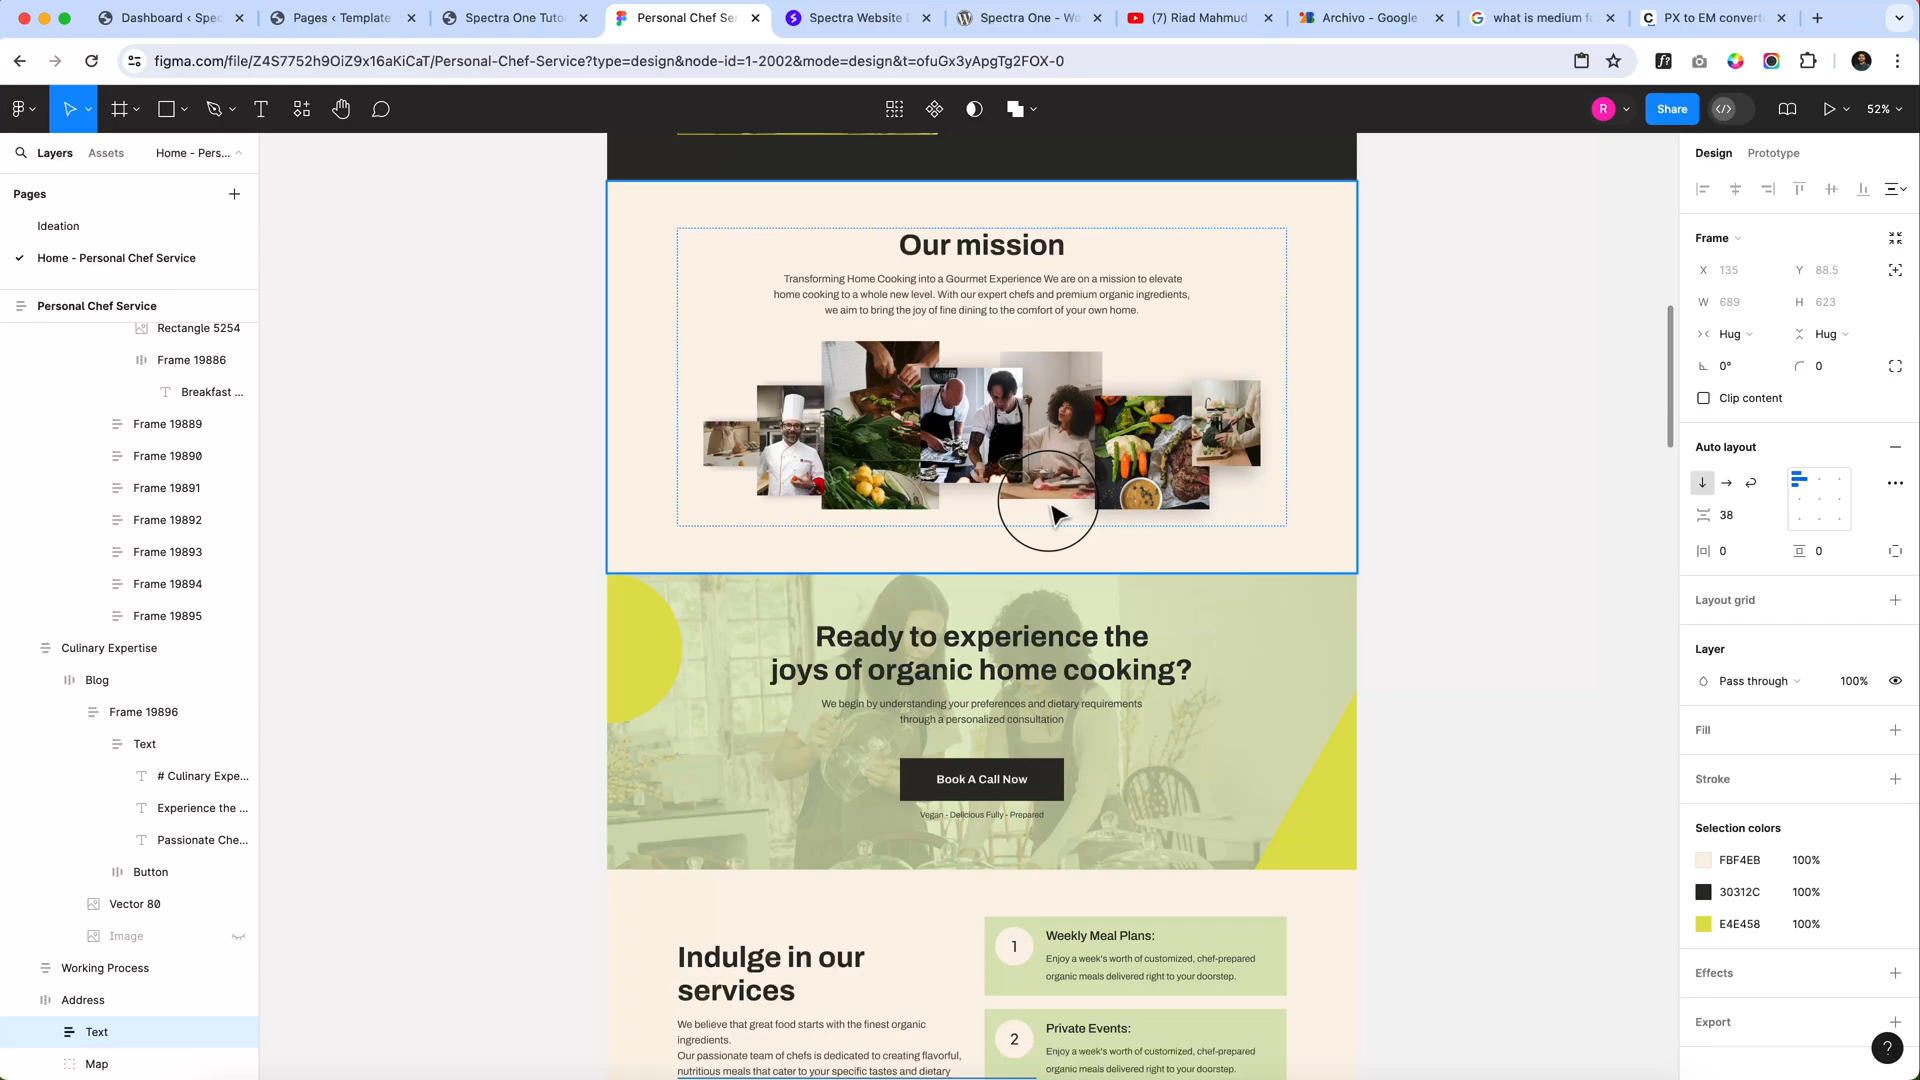 Dashboard ‹ Spec
Pages ‹ Template
Spectra One Tuto
Personal Chef Ser
Spectra Website
Spectra One - Wo
(7) Riad Mahmud
Archivo - Google
what is medium f
PX to EM convert
figma.com/file/Z4S7752h9OiZ9x16aKiCaT/Personal-Chef-Service?type=design&node-id=1-2002&mode=design&t=ofuGx3yApgTg2FOX-0
R
Share
52%
Layers
Assets
Home - Pers...
Pages
Ideation
Home - Personal Chef Service
Personal Chef Service
Rectangle 5254
Frame 19886
Breakfast ...
Frame 19889
Frame 19890
Frame 19891
Frame 19892
Frame 19893
Frame 19894
Frame 19895
Culinary Expertise
Blog
Frame 19896
Text
# Culinary Expe...
Experience the ...
Passionate Che...
Button
Vector 80
Image
Working Process
Address
Text
Map
Our mission
Transforming Home Cooking into a Gourmet Experience We are on a mission to elevate
home cooking to a whole new level. With our expert chefs and premium organic ingredients,
we aim to bring the joy of fine dining to the comfort of your own home.
Ready to experience the
joys of organic home cooking?
We begin by understanding your preferences and dietary requirements
through a personalized consultation
Book A Call Now
Vegan - Delicious Fully - Prepared
Indulge in our
services
We believe that great food starts with the finest organic
ingredients.
Our passionate team of chefs is dedicated to creating flavorful,
nutritious meals that cater to your specific tastes and dietary
1
Weekly Meal Plans:
Enjoy a week's worth of customized, chef-prepared
organic meals delivered right to your doorstep.
2
Private Events:
Enjoy a week's worth of customized, chef-prepared
organic meals delivered right to your doorstep.
Design
Prototype
Frame
X 135
Y 88.5
W 689
H 623
Hug
Hug
0°
0
Clip content
Auto layout
38
0
0
Layout grid
Layer
Pass through
100%
Fill
Stroke
Selection colors
FBF4EB 100%
30312C 100%
E4E458 100%
Effects
Export
?